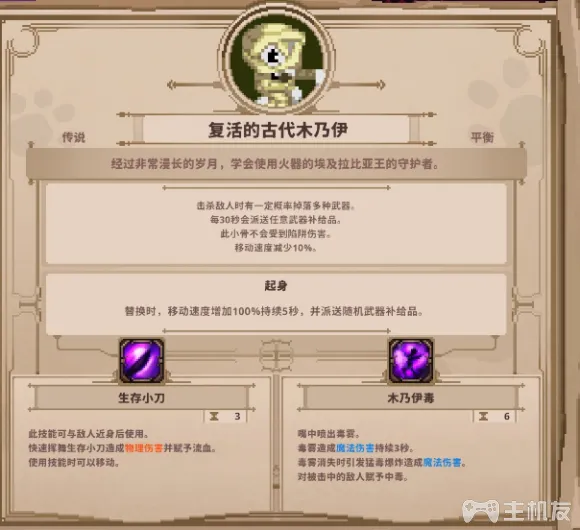 复活的古代木乃伊
传说
平衡
经过非常漫长的岁月，学会使用火器的埃及拉比亚王的守护者。
击杀敌人时有一定概率掉落多种武器。
每30秒会派送任意武器补给品。
此小骨不会受到陷阱伤害。
移动速度减少10%。
起身
替换时，移动速度增加100%持续5秒，并派送随机武器补给品。
生存小刀
3
此技能可与敌人近身后使用。
快速挥舞生存小刀造成物理伤害并赋予流血。
使用技能时可以移动。
木乃伊毒
6
嘴中喷出毒雾。
毒雾造成魔法伤害持续3秒。
毒雾消失时引发猛毒爆炸造成魔法伤害。
对被击中的敌人赋予中毒。
主机友